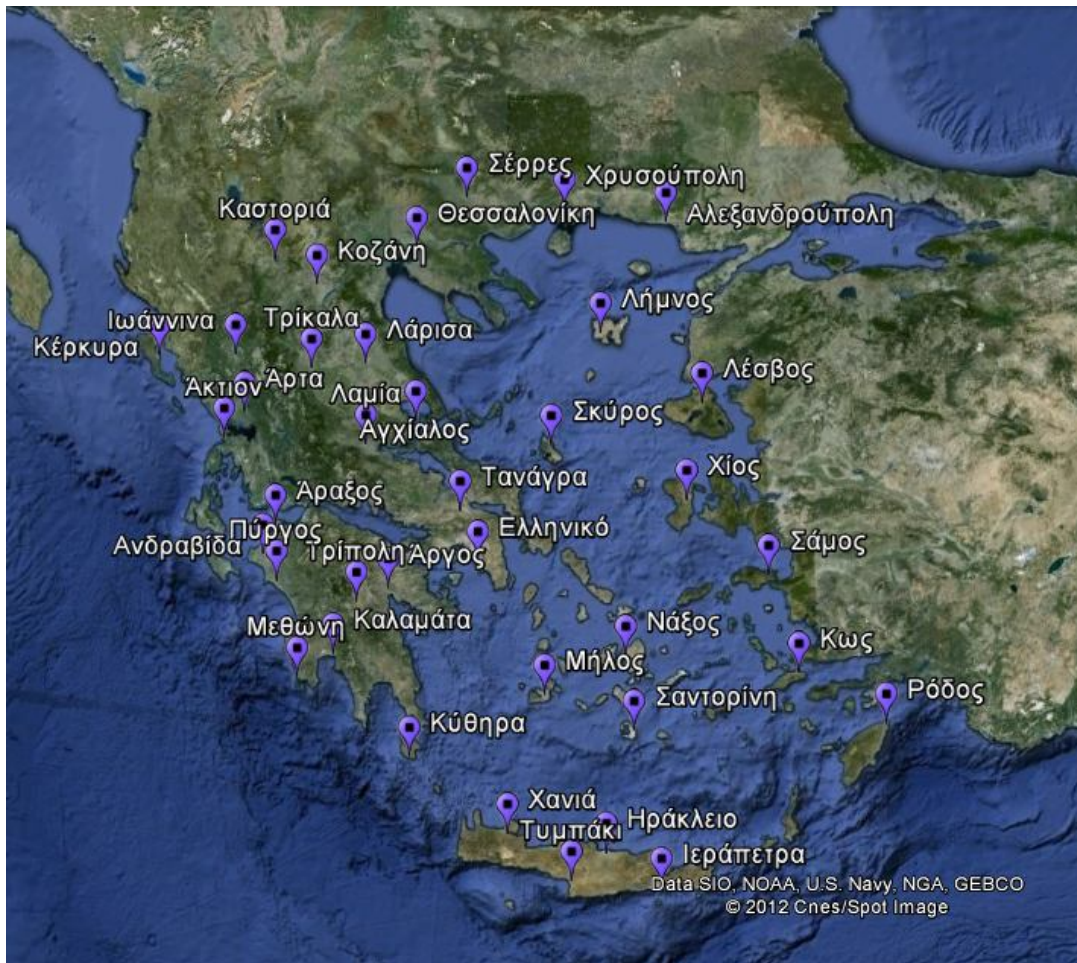 Σέρρες
Χρυσούπολη
Καστοριά
Θεσσαλονίκη
Αλεξανδρούπολη
Κοζάνη
Λήμνος
Ιωάννινα
Τρίκαλα
Λάρισα
Κέρκυρα
Λέσβος
Άκτιον
Άρτα
Λαμία
Σκύρος
Αγχίαλος
Χίος
Τανάγρα
Άραξος
Πύργος
Ελληνικό
Ανδραβίδα
Τρίπολη
Άργος
Σάμος
Μεθώνη
Καλαμάτα
Νάξος
Κως
Μήλος
Σαντορίνη
Ρόδος
Κύθηρα
Χανιά
Τυμπάκι
Ηράκλειο
Ιεράπετρα
Data SIO, NOAA, U.S. Navy, NGA, GEBCO
© 2012 Cnes/Spot Image